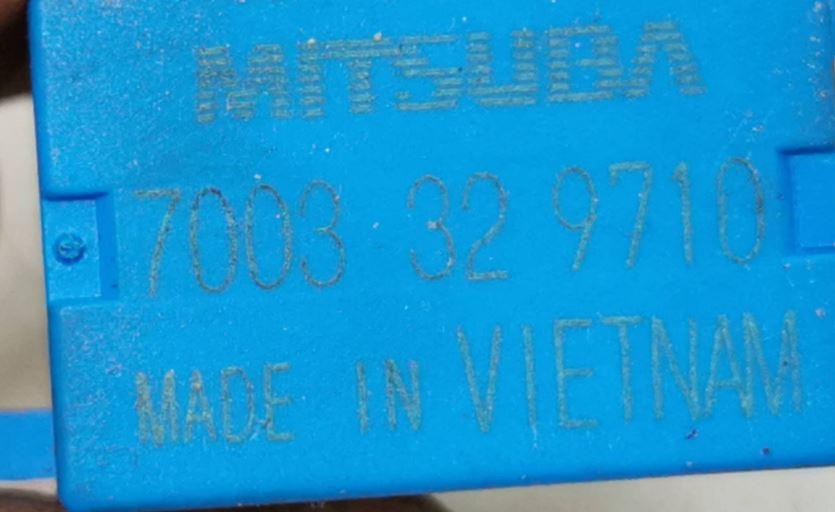 MITSUBA
7003 32 9710
MADE IN VIETNAM